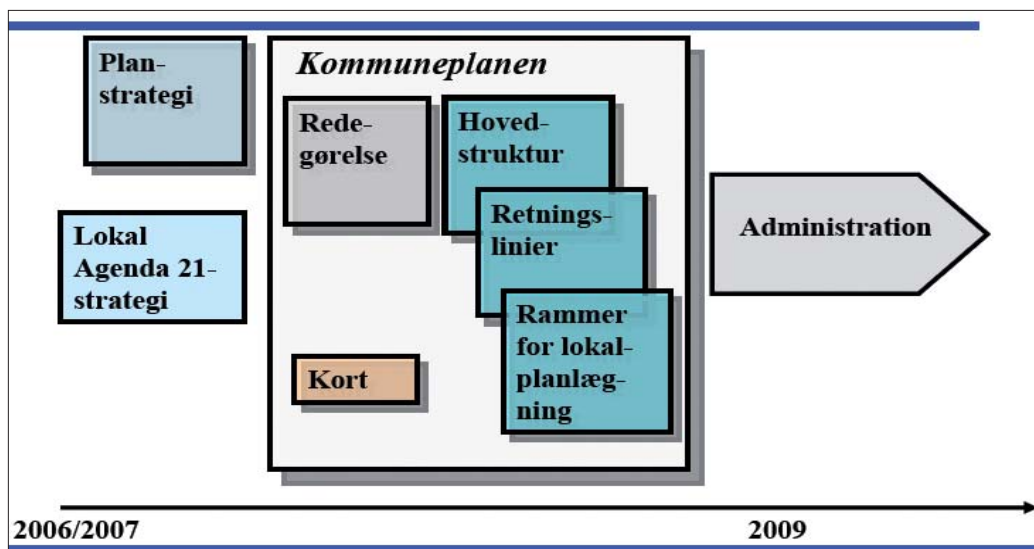 Plan-
strategi
Lokal
Agenda 21-
strategi
Kommuneplanen
Rede-
gørelse
Hoved-
struktur
Retnings-
linier
Rammer
for lokal-
planlæg-
ning
Kort
Administration
2006/2007
2009